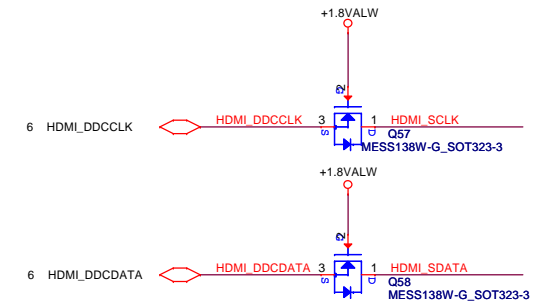 +1.8VALW
2
G
6 HDMI_DDCCLK HDMI_DDCCLK 3 1 HDMI_SCLK
S D Q57
MESS138W-G_SOT323-3
+1.8VALW
2
G
6 HDMI_DDCDATA HDMI_DDCDATA 3 1 HDMI_SDATA
S D Q58
MESS138W-G_SOT323-3